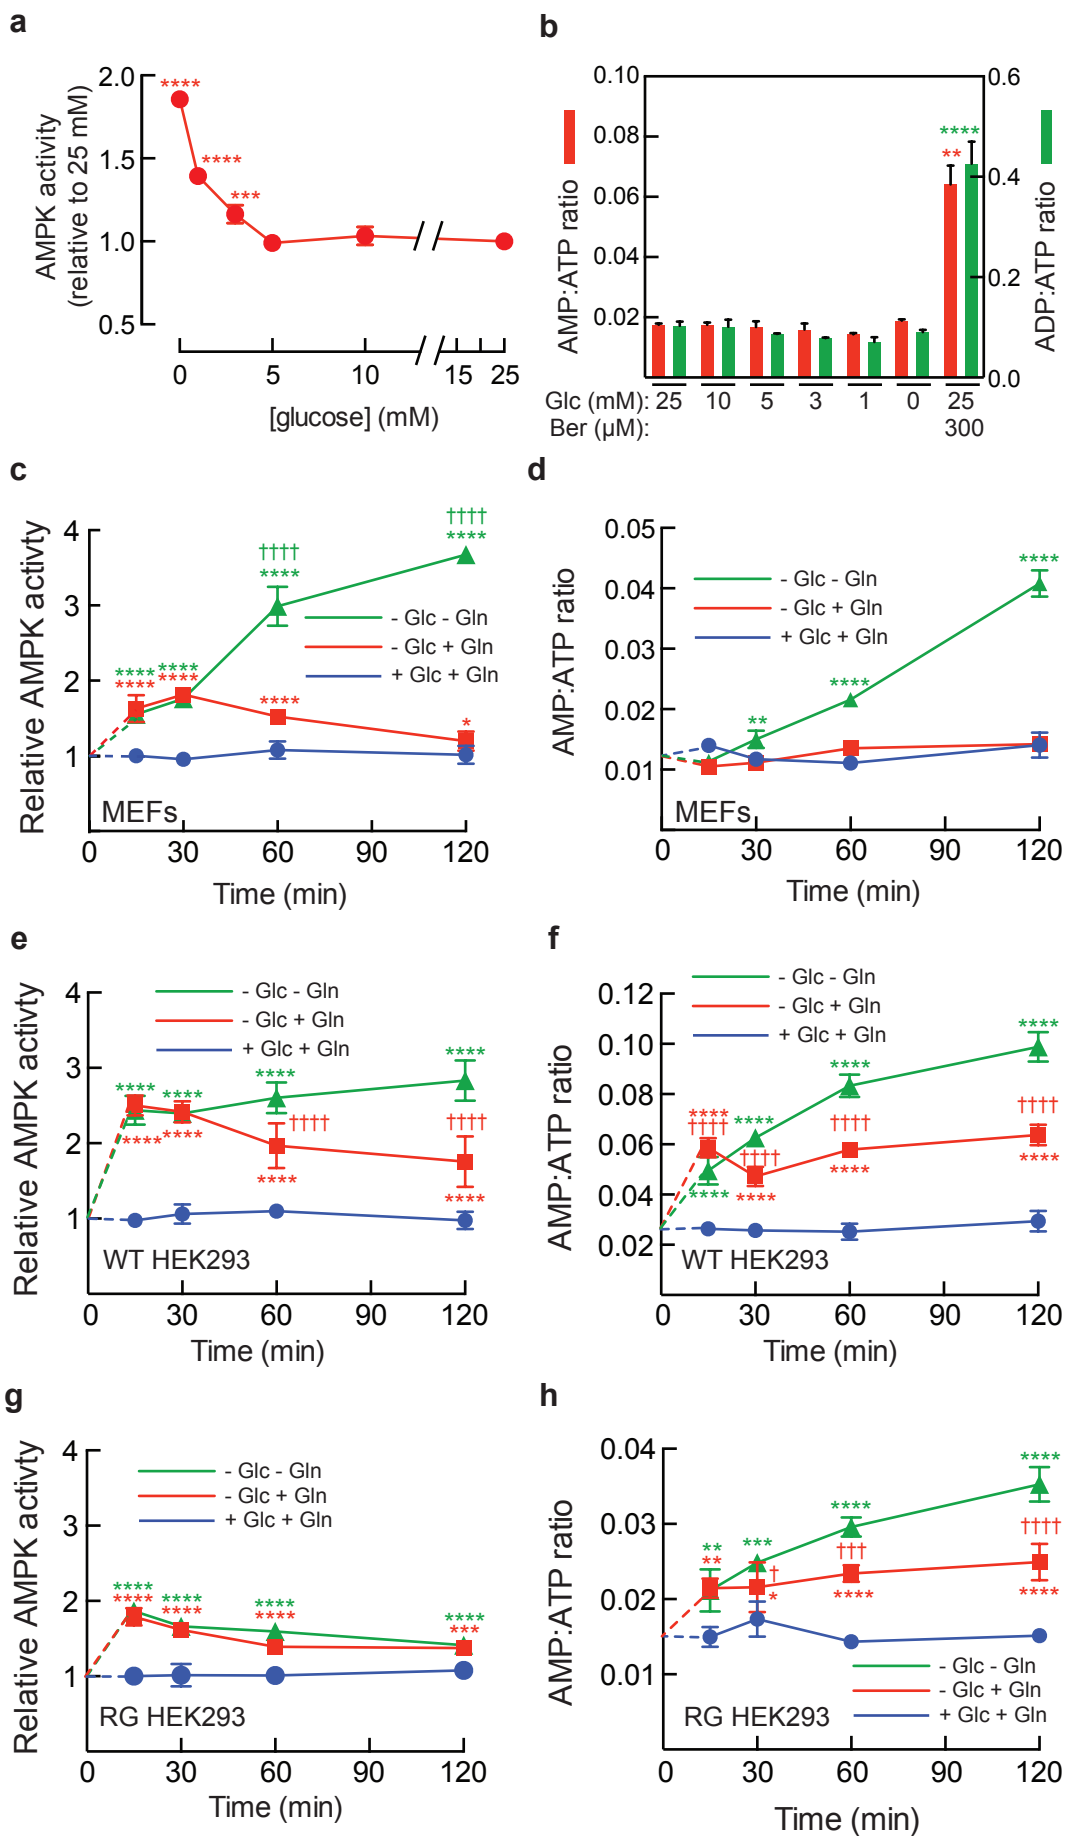 a
2.0
1.5
1.0
0.5
AMPK activity
(relative to 25 mM)
****
****
***
0 5 10 15 25
[glucose] (mM)
b
0.10
0.08
0.06
0.04
0.02
AMP:ATP ratio
0.6
0.4
0.2
0.0
ADP:ATP ratio
****
**
Glc (mM): 25 10 5 3 1 0 25
Ber (µM): 300
c
4
3
2
1
Relative AMPK activty
††††
****
††††
****
****
****
****
****
****
*
- Glc - Gln
- Glc + Gln
+ Glc + Gln
MEFs
0 30 60 90 120
Time (min)
d
0.05
0.04
0.03
0.02
0.01
AMP:ATP ratio
- Glc - Gln
- Glc + Gln
+ Glc + Gln
****
****
**
MEFs
0 30 60 90 120
Time (min)
e
4
3
2
1
Relative AMPK activty
- Glc - Gln
- Glc + Gln
+ Glc + Gln
**** **** **** ****
**** **** †††† ††††
**** ****
WT HEK293
0 30 60 90 120
Time (min)
f
0.12
0.10
0.08
0.06
0.04
0.02
AMP:ATP ratio
- Glc - Gln
- Glc + Gln
+ Glc + Gln
****
****
**** **** †††† ††††
†††† †††† **** ****
**** ****
WT HEK293
0 30 60 90 120
Time (min)
g
4
3
2
1
Relative AMPK activty
- Glc - Gln
- Glc + Gln
+ Glc + Gln
**** **** **** ****
**** **** **** ***
RG HEK293
0 30 60 90 120
Time (min)
h
0.04
0.03
0.02
0.01
AMP:ATP ratio
****
****
** *** ††† ††††
** † **** ****
*
- Glc - Gln
- Glc + Gln
+ Glc + Gln
RG HEK293
0 30 60 90 120
Time (min)